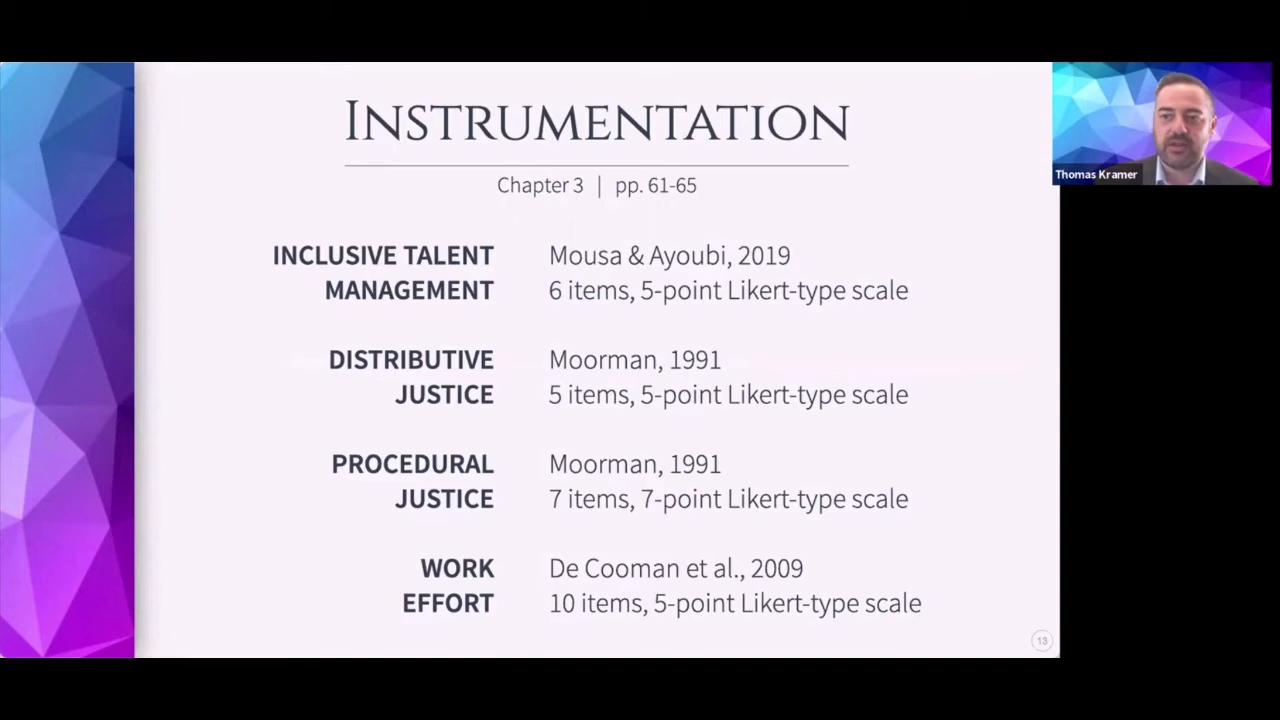 INSTRUMENTATION
Chapter 3 | pp. 61-65
INCLUSIVE TALENT
MANAGEMENT
Mousa & Ayoubi, 2019
6 items, 5-point Likert-type scale
DISTRIBUTIVE
JUSTICE
Moorman, 1991
5 items, 5-point Likert-type scale
PROCEDURAL
JUSTICE
Moorman, 1991
7 items, 7-point Likert-type scale
WORK
EFFORT
De Cooman et al., 2009
10 items, 5-point Likert-type scale
13
Thomas Kramer